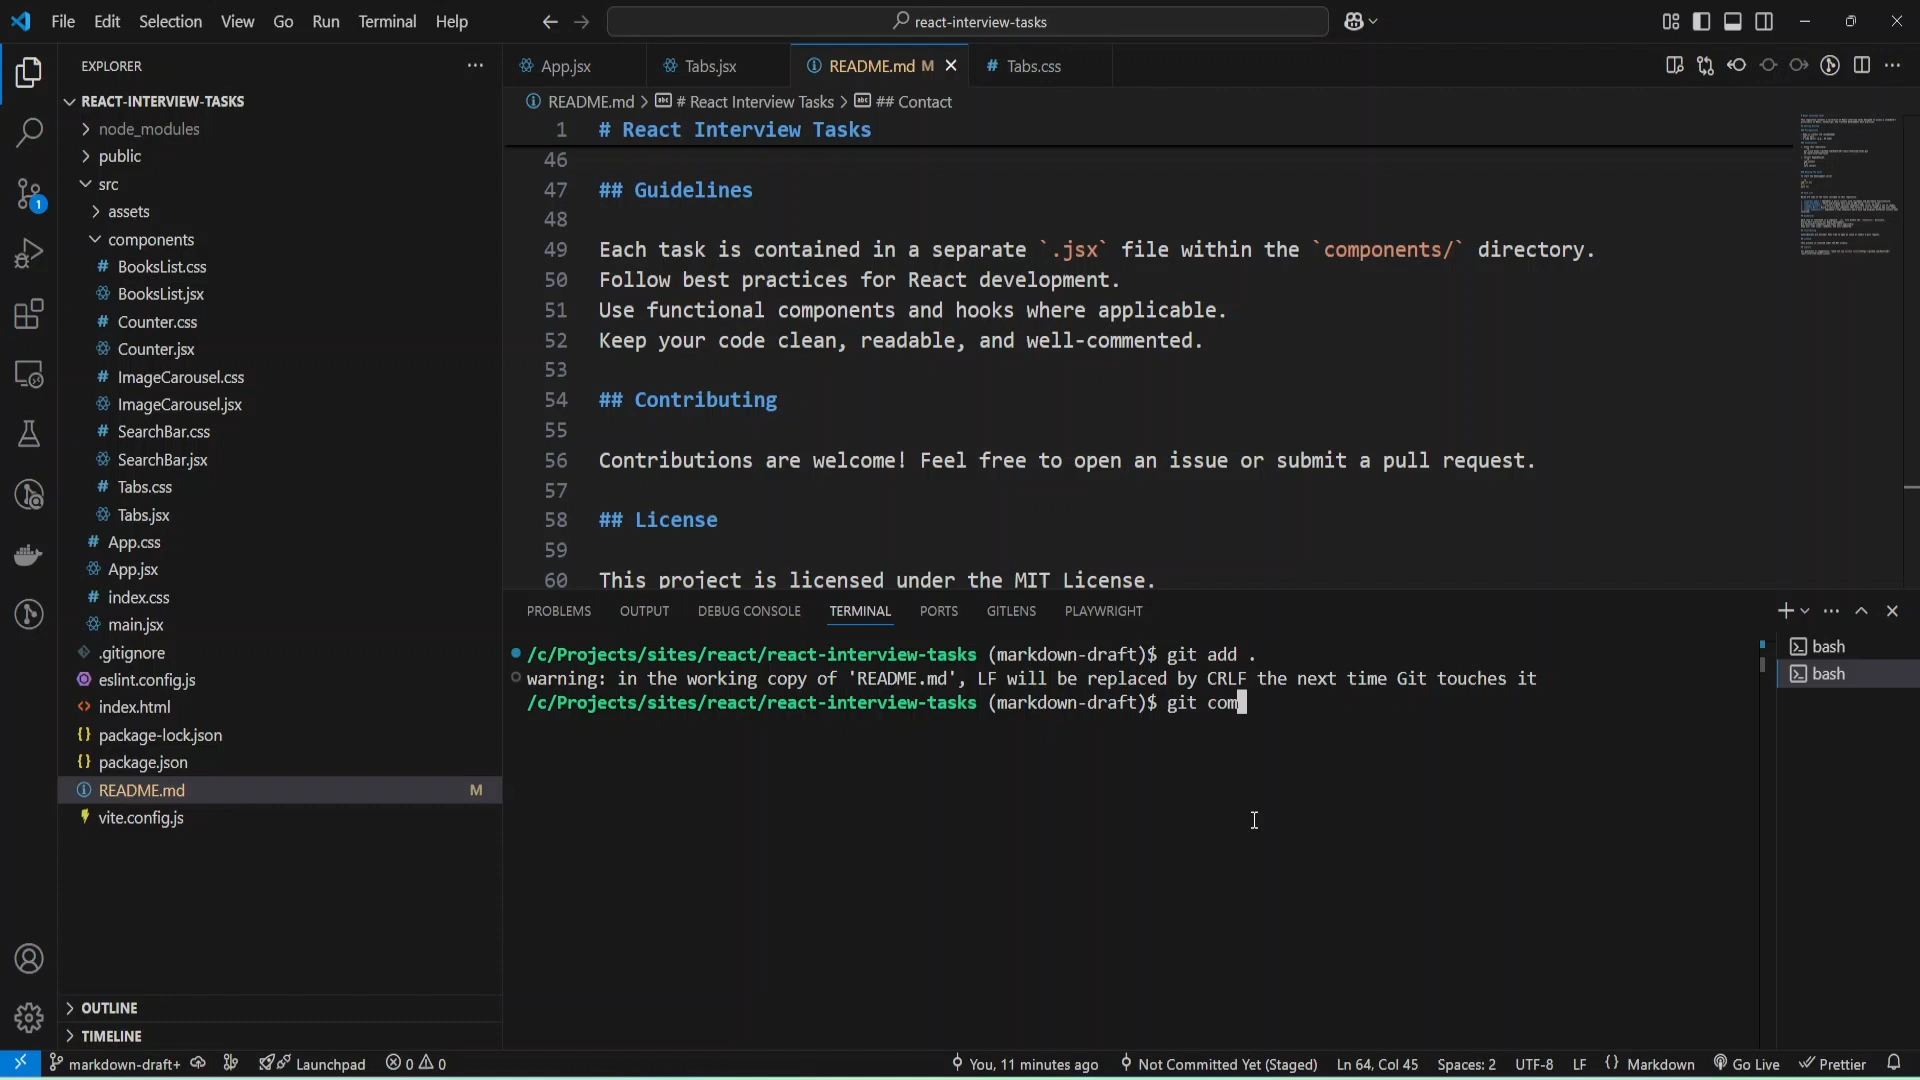 File Edit Selection View Go Run Terminal Help
react-interview-tasks
EXPLORER
REACT-INTERVIEW-TASKS
node_modules
public
src
assets
components
# BooksList.css
BooksList.jsx
# Counter.css
Counter.jsx
# ImageCarousel.css
ImageCarousel.jsx
# SearchBar.css
SearchBar.jsx
# Tabs.css
Tabs.jsx
# App.css
App.jsx
# index.css
main.jsx
.gitignore
eslint.config.js
<> index.html
{} package-lock.json
{} package.json
README.md M
vite.config.js
OUTLINE
TIMELINE
1
App.jsx
Tabs.jsx
README.md M
# Tabs.css
README.md > # React Interview Tasks > ## Contact
1 # React Interview Tasks
46
47 ## Guidelines
48
49 Each task is contained in a separate `.jsx` file within the `components/` directory.
50 Follow best practices for React development.
51 Use functional components and hooks where applicable.
52 Keep your code clean, readable, and well-commented.
53
54 ## Contributing
55
56 Contributions are welcome! Feel free to open an issue or submit a pull request.
57
58 ## License
59
60 This project is licensed under the MIT License.
PROBLEMS OUTPUT DEBUG CONSOLE TERMINAL PORTS GITLENS PLAYWRIGHT
/c/Projects/sites/react/react-interview-tasks (markdown-draft)$ git add .
warning: in the working copy of 'README.md', LF will be replaced by CRLF the next time Git touches it
/c/Projects/sites/react/react-interview-tasks (markdown-draft)$ git com
bash
bash
markdown-draft+ Launchpad 0 0 You, 11 minutes ago Not Committed Yet (Staged) Ln 64, Col 45 Spaces: 2 UTF-8 LF {} Markdown Go Live Prettier